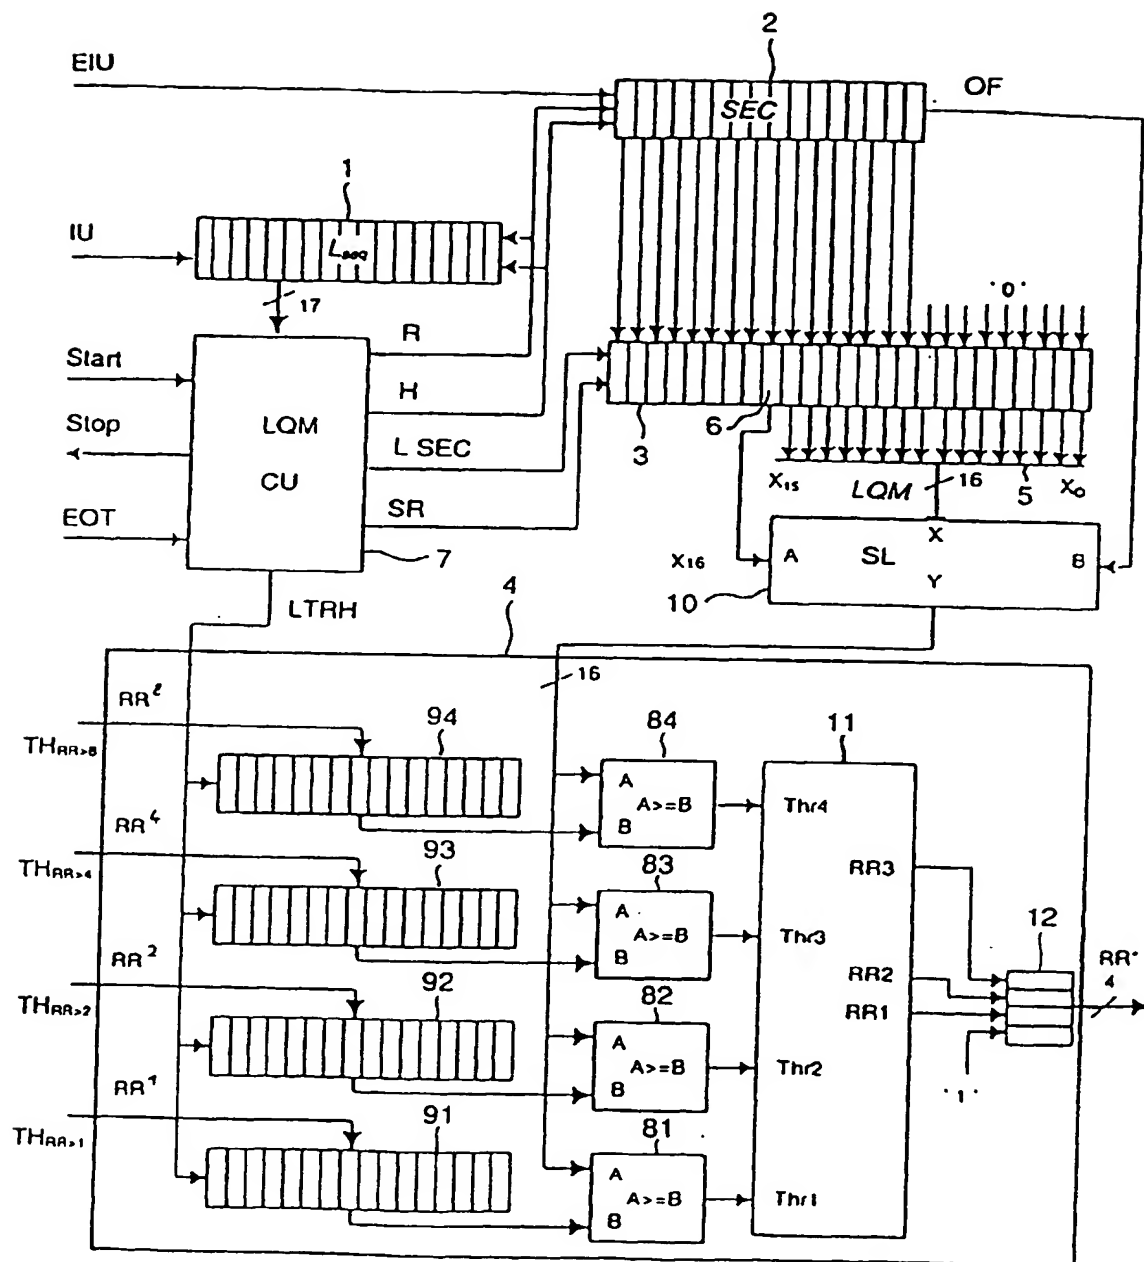 2
EIU
SEC
OF
1
IU
Lseq
17
'0'
R
Start
H
LQM
CU
Stop
L SEC
3
6
X15
LQM
16
5
X0
EOT
SR
7
X16
A
X
SL
Y
B
10
LTRH
4
16
RR
94
84
11
THRR>8
A
A>=B
B
Thr4
RR4
93
83
THRR>4
A
A>=B
B
RR3
Thr3
12
RR2
92
82
RR2
RR*
4
THRR>2
A
A>=B
B
RR1
Thr2
'1'
RR1
91
81
THRR>1
A
A>=B
B
Thr1